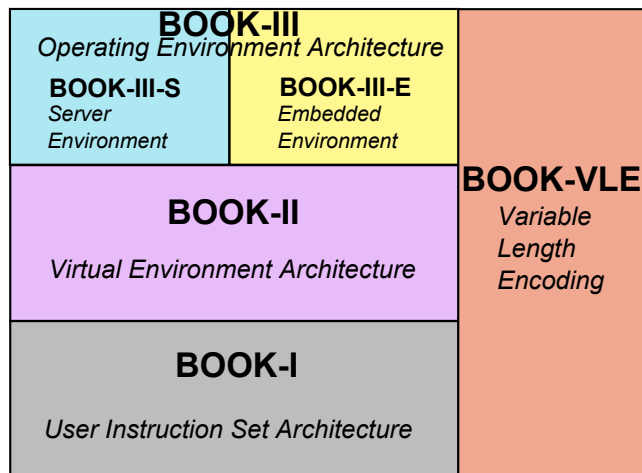 BOOK-III
Operating Environment Architecture
BOOK-III-S
Server
Environment
BOOK-III-E
Embedded
Environment
BOOK-II
Virtual Environment Architecture
BOOK-I
User Instruction Set Architecture
BOOK-VLE
Variable
Length
Encoding